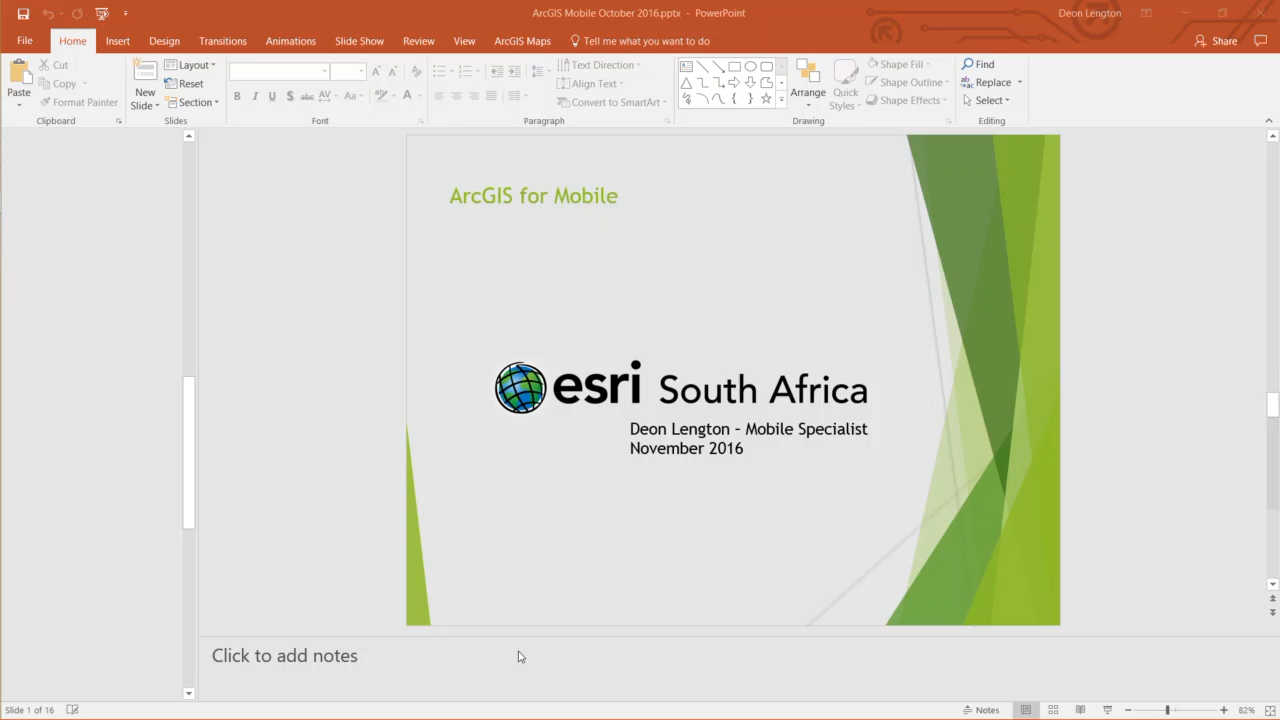 ArcGIS Mobile October 2016.pptx - PowerPoint
Deon Lengton
File Home Insert Design Transitions Animations Slide Show Review View ArcGIS Maps Tell me what you want to do Share
Paste
Cut
Copy
Format Painter
Clipboard
New
Slide
Layout
Reset
Section
Slides
B I U S abc AV Aa A
Font
Text Direction
Align Text
Convert to SmartArt
Paragraph
Arrange
Quick
Styles
Shape Fill
Shape Outline
Shape Effects
Drawing
Find
Replace
Select
Editing
ArcGIS for Mobile
esri South Africa
Deon Lengton – Mobile Specialist
November 2016
Click to add notes
Slide 1 of 16
Notes
82%